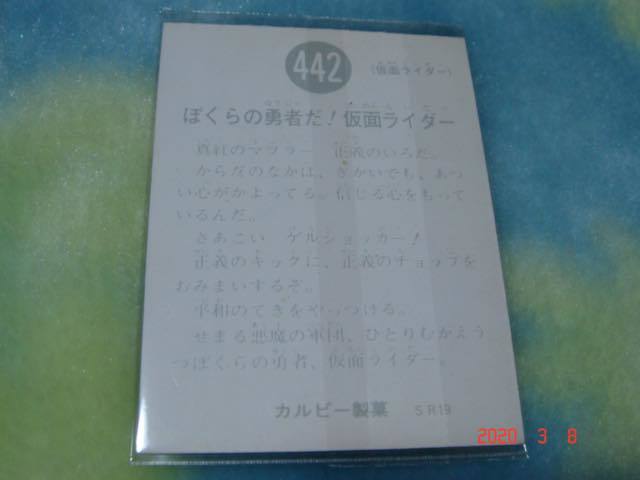 442
(仮面ライダー)
ぼくらの勇者だ！仮面ライダー
真紅のマフラー 正義のいろだ。
からだのなかは、きかいでも、あつ
い心がかよってる。信じる心をもって
いるんだ。
さあこい ゲルショッカー！
正義のキックに、正義のチョップを
おみまいするぞ。
平和のてきをやっつける。
せまる悪魔の軍団、ひとりむかえう
つぼくらの勇者、仮面ライダー。
カルビー製菓 SR19
2020 3 8